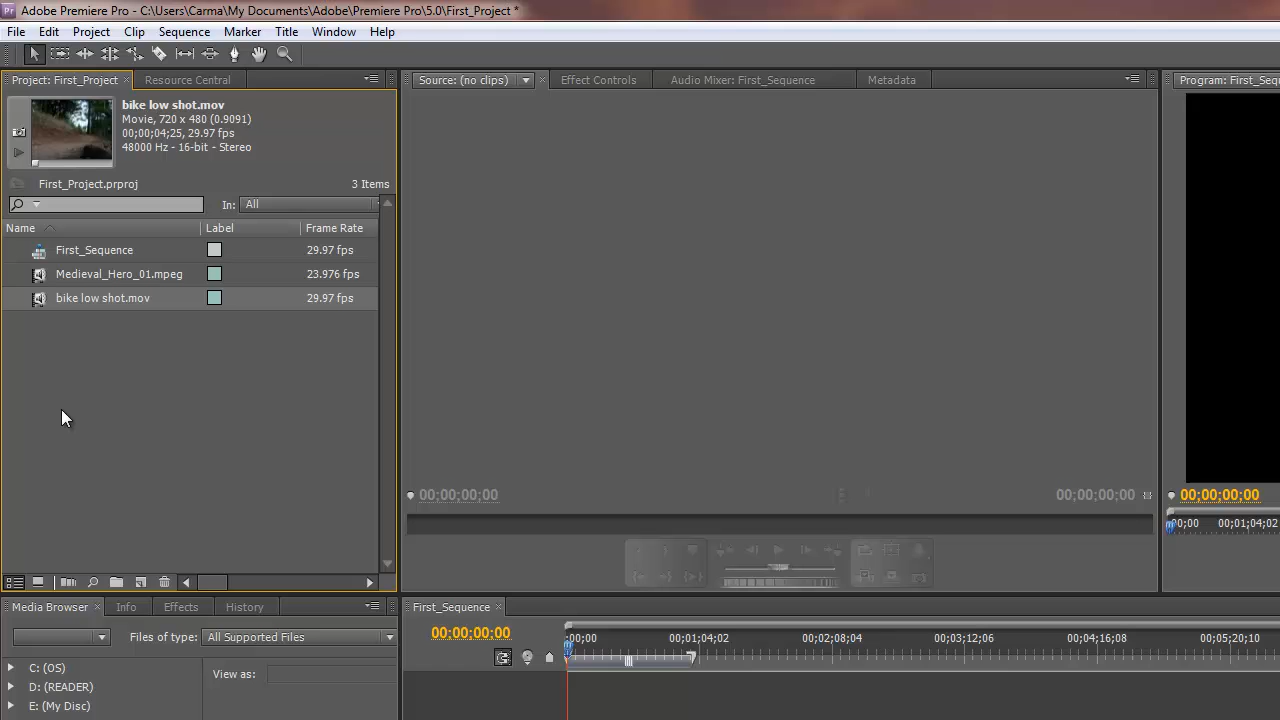 Adobe Premiere Pro - C:\Users\Carma\My Documents\Adobe\Premiere Pro\5.0\First_Project *
File Edit Project Clip Sequence Marker Title Window Help
Project: First_Project Resource Central
Source: (no clips) Effect Controls Audio Mixer: First_Sequence Metadata
Program: First_Sequ
bike low shot.mov
Movie, 720 x 480 (0.9091)
00;00;04;25, 29.97 fps
48000 Hz - 16-bit - Stereo
First_Project.prproj 3 Items
In: All
Name Label Frame Rate
First_Sequence 29.97 fps
Medieval_Hero_01.mpeg 23.976 fps
bike low shot.mov 29.97 fps
00;00;00;00 00;00;00;00
00;00;00;00
00;00 00;01;04;02
Media Browser Info Effects History
Files of type: All Supported Files
C: (OS)
D: (READER)
E: (My Disc)
View as:
First_Sequence
00;00;00;00
;00;00 00;01;04;02 00;02;08;04 00;03;12;06 00;04;16;08 00;05;20;10